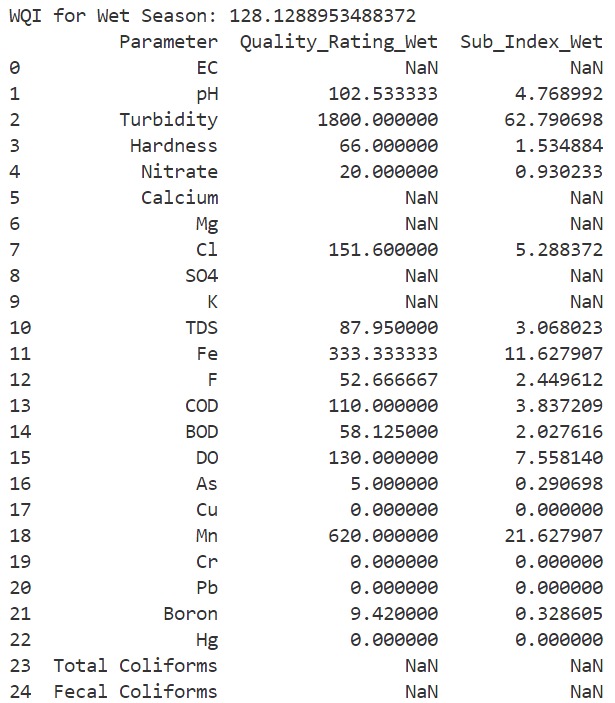 WQI for Wet Season: 128.1288953488372
Parameter Quality_Rating_Wet Sub_Index_Wet
0 EC NaN NaN
1 pH 102.533333 4.768992
2 Turbidity 1800.000000 62.790698
3 Hardness 66.000000 1.534884
4 Nitrate 20.000000 0.930233
5 Calcium NaN NaN
6 Mg NaN NaN
7 Cl 151.600000 5.288372
8 SO4 NaN NaN
9 K NaN NaN
10 TDS 87.950000 3.068023
11 Fe 333.333333 11.627907
12 F 52.666667 2.449612
13 COD 110.000000 3.837209
14 BOD 58.125000 2.027616
15 DO 130.000000 7.558140
16 As 5.000000 0.290698
17 Cu 0.000000 0.000000
18 Mn 620.000000 21.627907
19 Cr 0.000000 0.000000
20 Pb 0.000000 0.000000
21 Boron 9.420000 0.328605
22 Hg 0.000000 0.000000
23 Total Coliforms NaN NaN
24 Fecal Coliforms NaN NaN